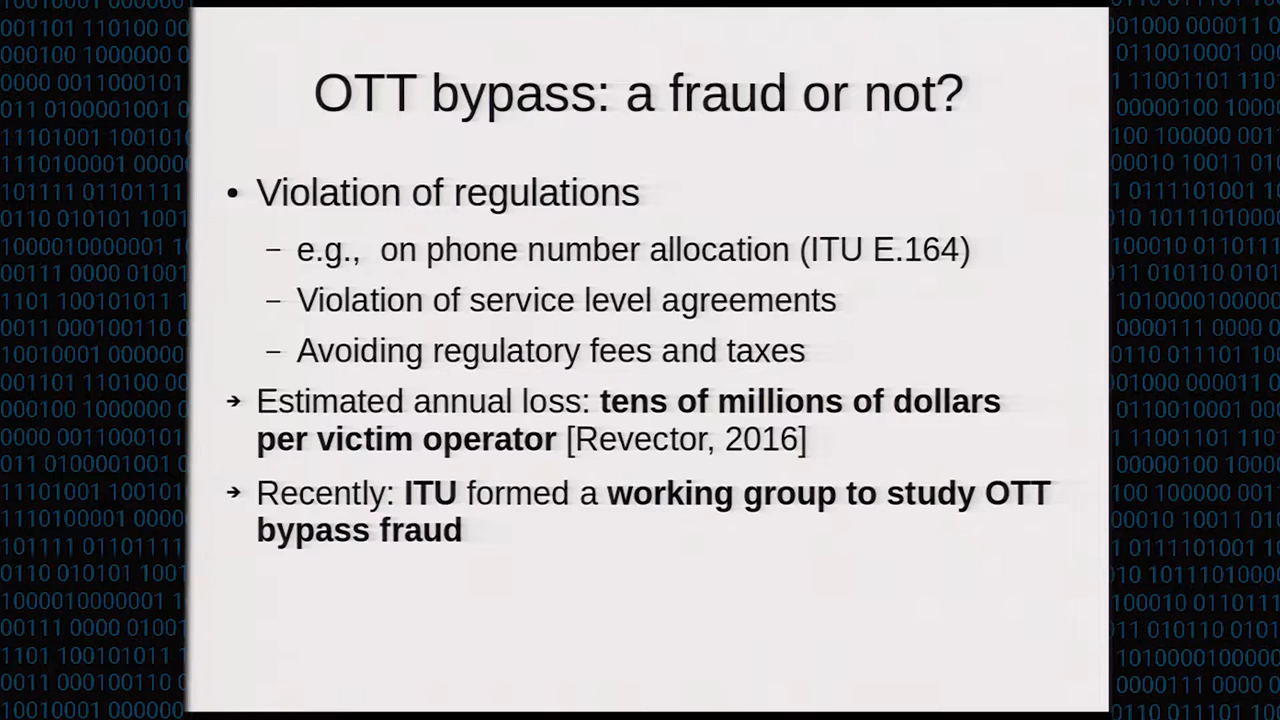 OTT bypass: a fraud or not?
• Violation of regulations
– e.g., on phone number allocation (ITU E.164)
– Violation of service level agreements
– Avoiding regulatory fees and taxes
➔ Estimated annual loss: tens of millions of dollars
per victim operator [Revector, 2016]
➔ Recently: ITU formed a working group to study OTT
bypass fraud